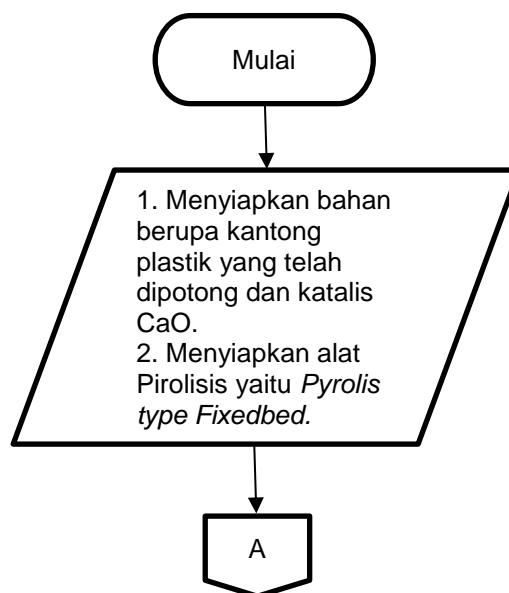 Mulai
1. Menyiapkan bahan
berupa kantong
plastik yang telah
dipotong dan katalis
CaO.
2. Menyiapkan alat
Pirolisis yaitu Pyrolis
type Fixedbed.
A